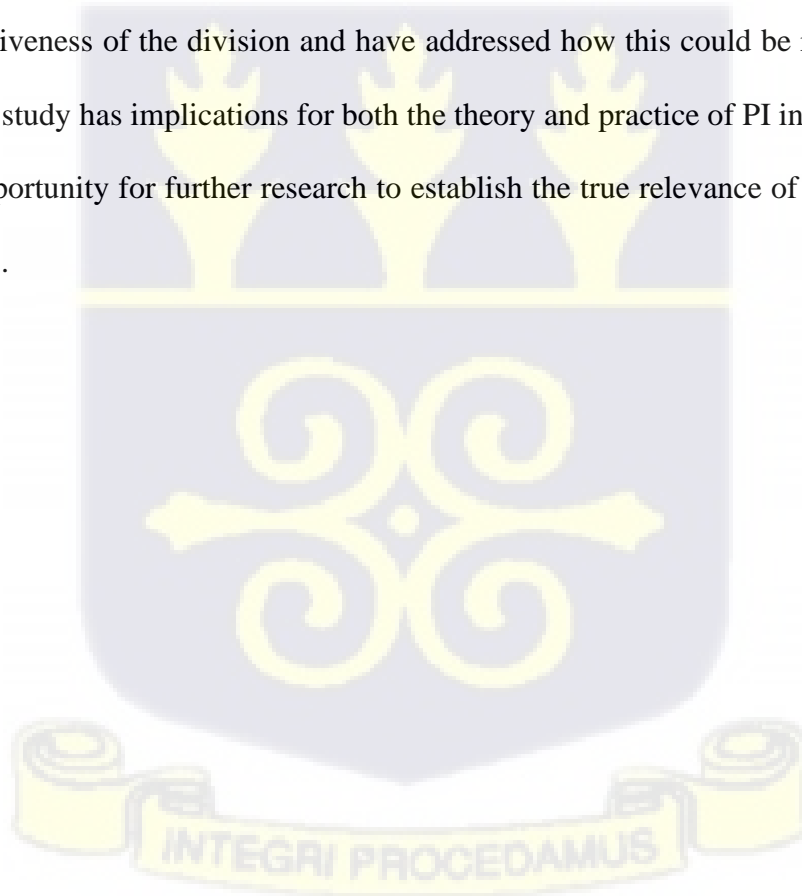 iveness of the division and have addressed how this could be
study has implications for both the theory and practice of PI in
portunity for further research to establish the true relevance of
.
INTEGRI PROCEDAMUS